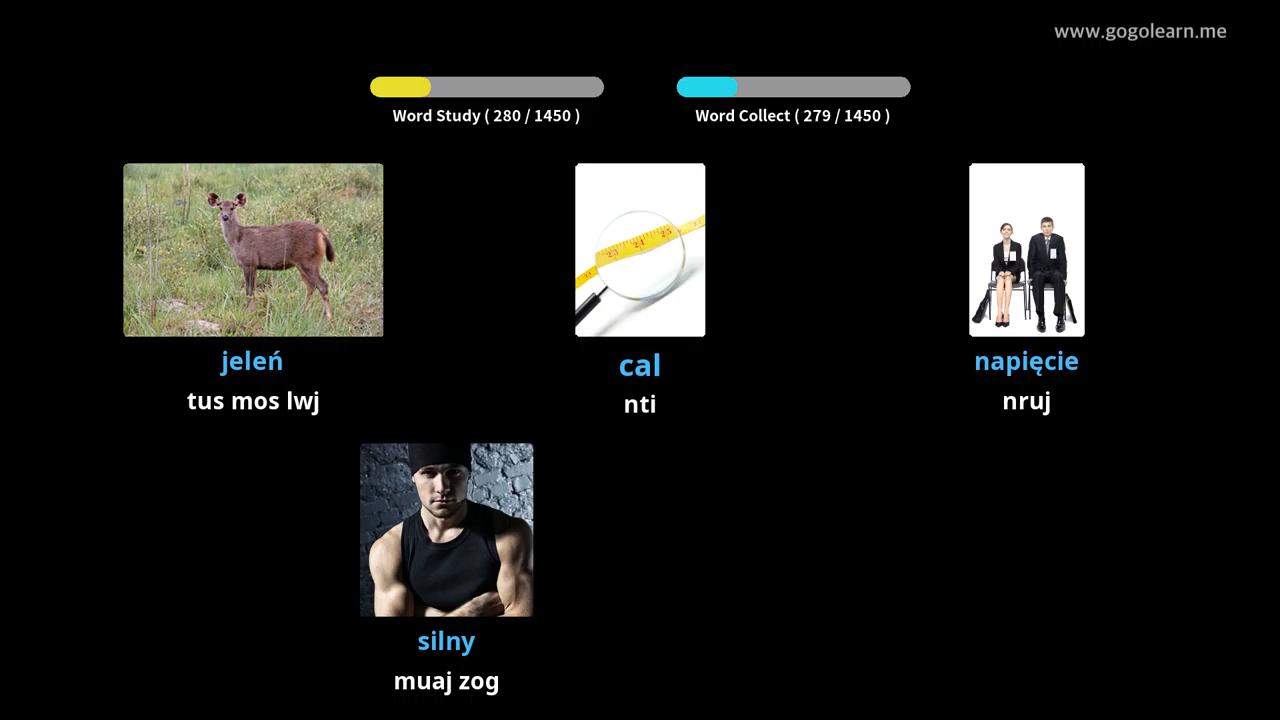 www.gogolearn.me
Word Study ( 280 / 1450 )
Word Collect ( 279 / 1450 )
jeleń
cal
napięcie
tus mos lwj
nti
nruj
silny
muaj zog